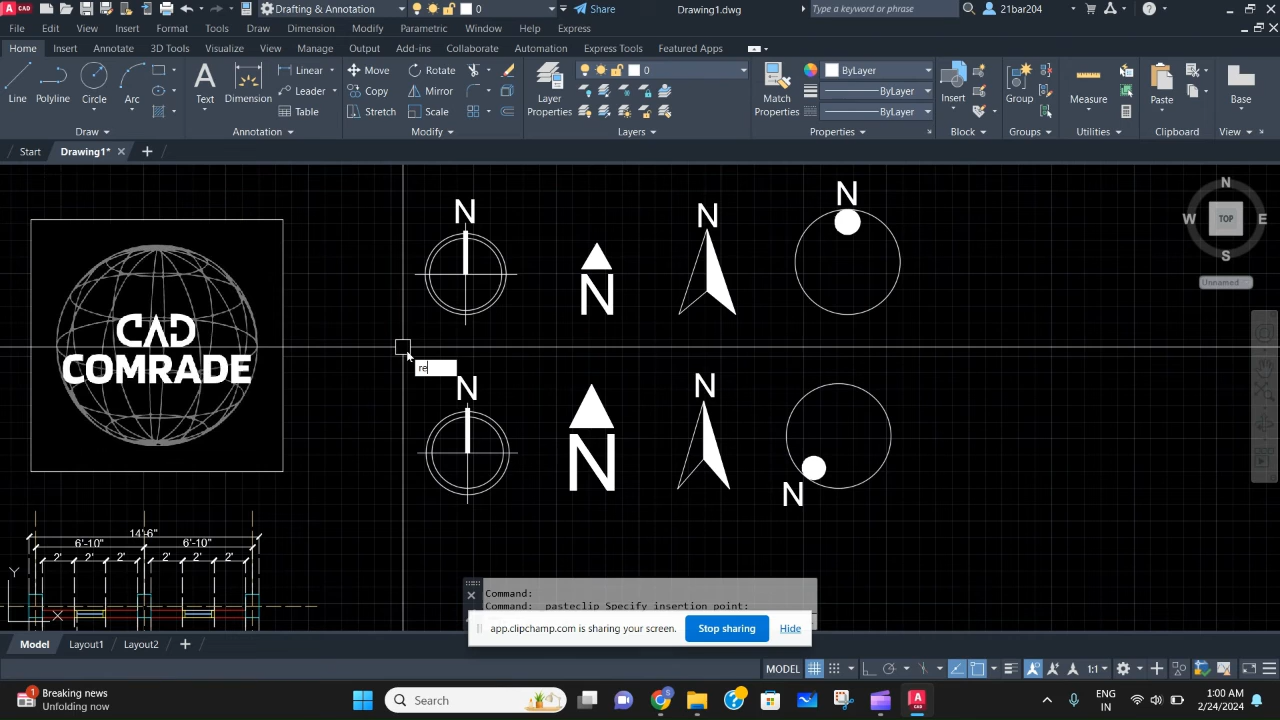 Drafting & Annotation
0
Share
Drawing1.dwg
Type a keyword or phrase
21bar204
CAD
File
Edit
View
Insert
Format
Tools
Draw
Dimension
Modify
Parametric
Window
Help
Express
Home
Insert
Annotate
3D Tools
Visualize
View
Manage
Output
Add-ins
Collaborate
Automation
Express Tools
Featured Apps
Line
Polyline
Circle
Arc
Text
Dimension
Linear
Leader
Table
Move
Rotate
Copy
Mirror
Stretch
Scale
Layer
Properties
0
Match
Properties
ByLayer
ByLayer
ByLayer
Insert
Group
Measure
Paste
Base
Draw
Annotation
Modify
Layers
Properties
Block
Groups
Utilities
Clipboard
View
Start
Drawing1*
N
N
N
N
N
W
TOP
E
S
Unnamed
CAD
COMRADE
re
N
N
N
N
14'-6"
6'-10"
6'-10"
2'
2'
2'
2'
2'
2'
Y
X
Command:
Command: _pasteclip Specify insertion point:
app.clipchamp.com is sharing your screen.
Stop sharing
Hide
Model
Layout1
Layout2
MODEL
1:1
1
Breaking news
Unfolding now
Search
ENG
IN
1:00 AM
2/24/2024